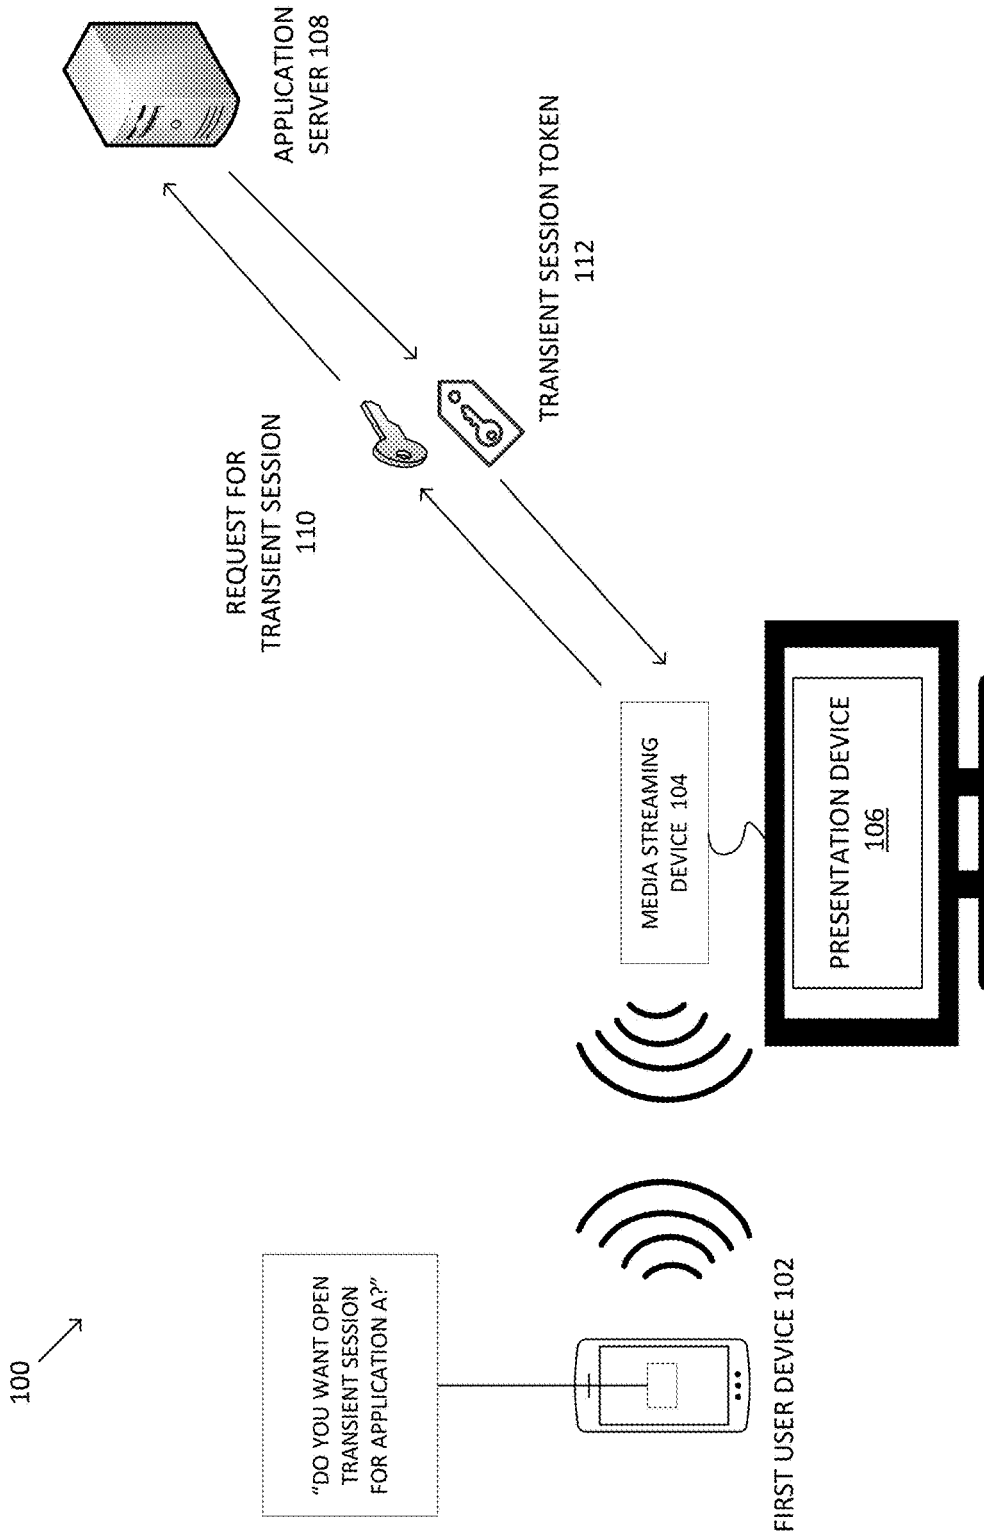 100
"DO YOU WANT OPEN
TRANSIENT SESSION
FOR APPLICATION A?"
FIRST USER DEVICE 102
REQUEST FOR
TRANSIENT SESSION
110
APPLICATION
SERVER 108
TRANSIENT SESSION TOKEN
112
MEDIA STREAMING
DEVICE 104
PRESENTATION DEVICE
106